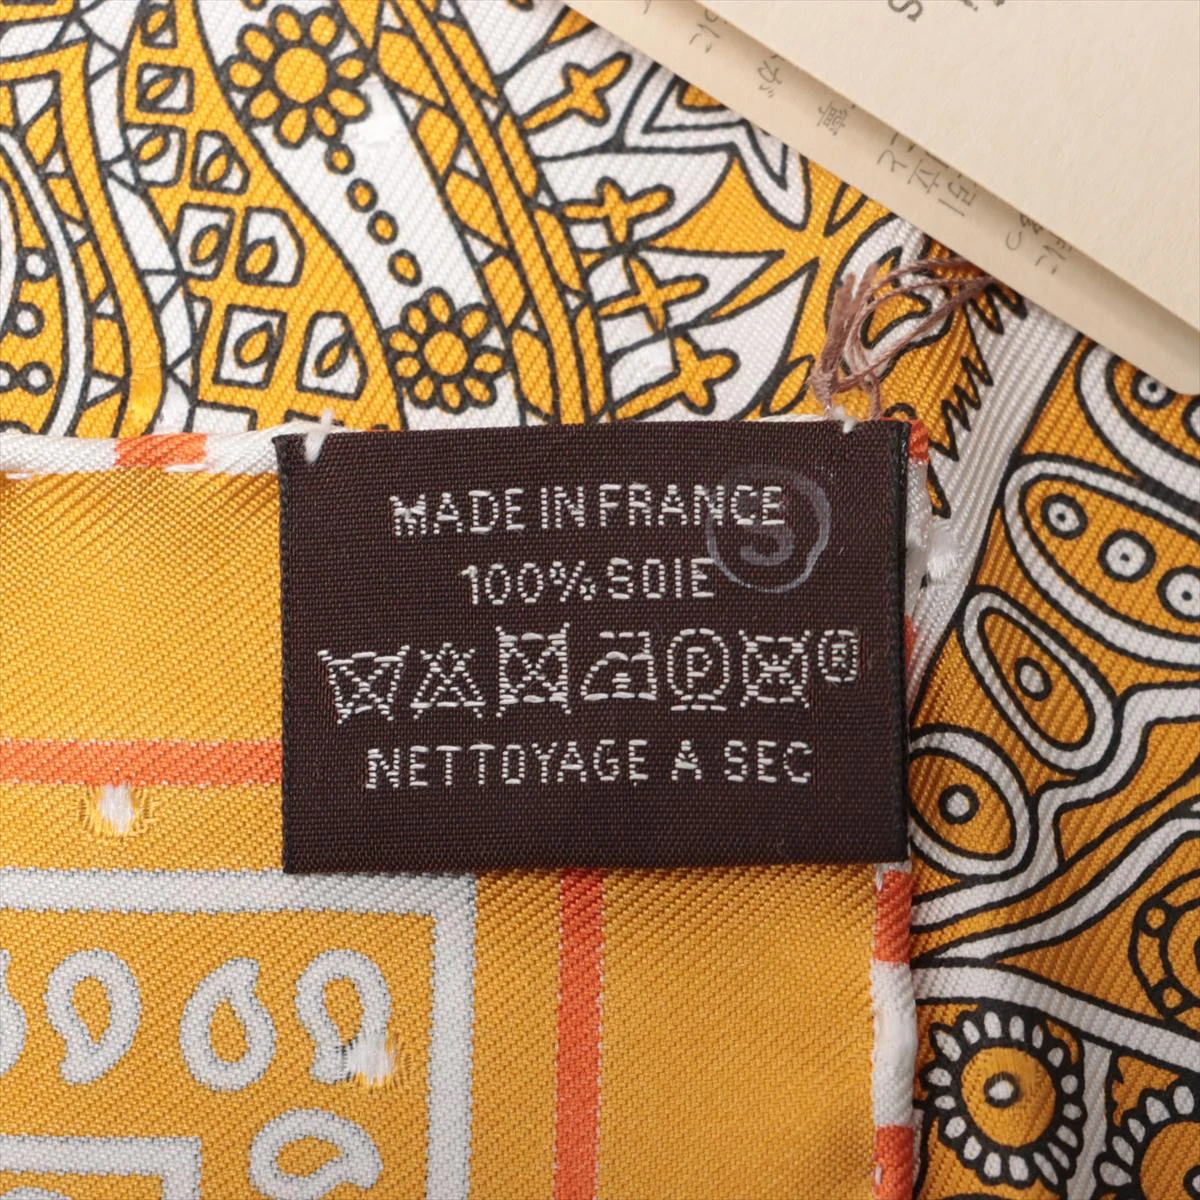 MADE IN FRANCE
100% SOIE
P
R
NETTOYAGE A SEC
S